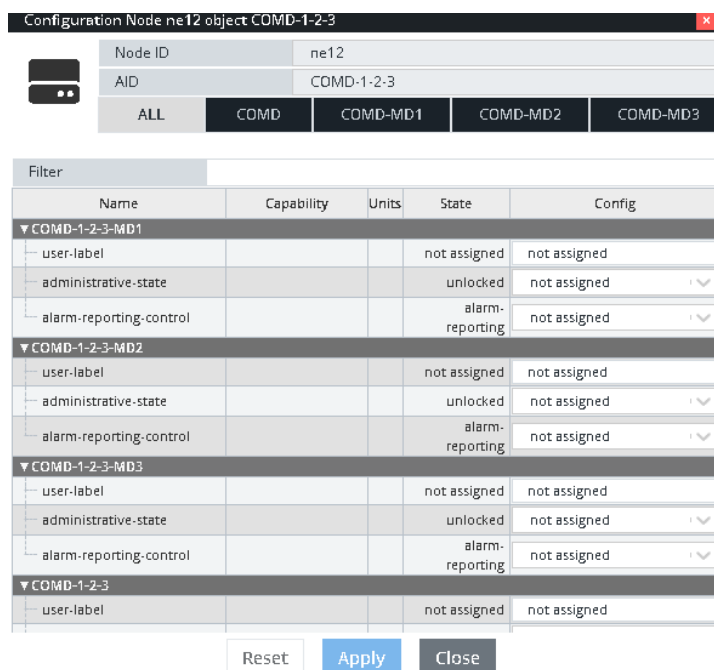 Configuration Node ne12 object COMD-1-2-3
Node ID ne12
AID COMD-1-2-3
ALL COMD COMD-MD1 COMD-MD2 COMD-MD3
Filter
Name Capability Units State Config
COMD-1-2-3-MD1
user-label not assigned not assigned
administrative-state unlocked not assigned
alarm-reporting-control alarm-reporting not assigned
COMD-1-2-3-MD2
user-label not assigned not assigned
administrative-state unlocked not assigned
alarm-reporting-control alarm-reporting not assigned
COMD-1-2-3-MD3
user-label not assigned not assigned
administrative-state unlocked not assigned
alarm-reporting-control alarm-reporting not assigned
COMD-1-2-3
user-label not assigned not assigned
Reset Apply Close